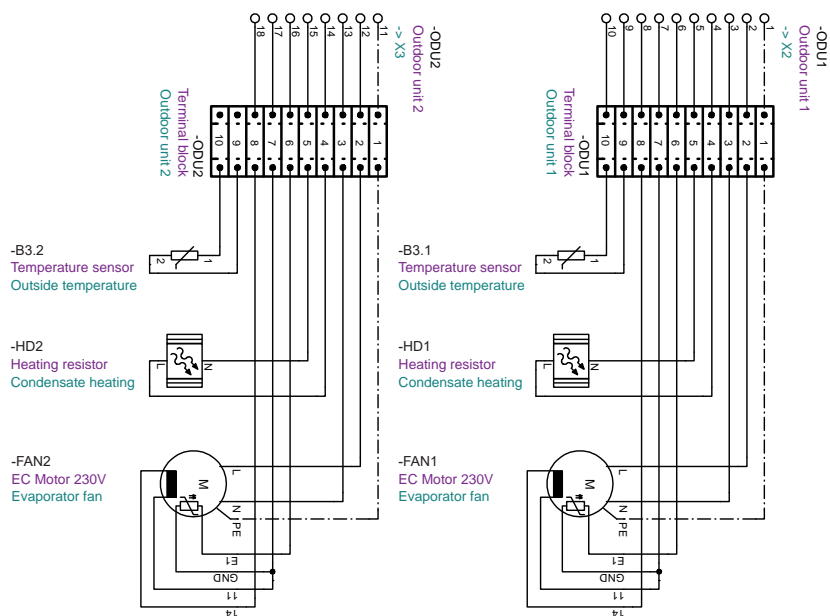 18 17 16 15 14 13 12 11
-ODU2
Outdoor unit 2
-> X3
10 9 8 7 6 5 4 3 2 1
-ODU2
Terminal block
Outdoor unit 2
-B3.2
Temperature sensor
Outside temperature
2 1
-HD2
Heating resistor
Condensate heating
L N
-FAN2
EC Motor 230V
Evaporator fan
M
L
N
PE
E1
GND
11
14
10 9 8 7 6 5 4 3 2 1
-ODU1
Outdoor unit 1
-> X2
10 9 8 7 6 5 4 3 2 1
-ODU1
Terminal block
Outdoor unit 1
-B3.1
Temperature sensor
Outside temperature
2 1
-HD1
Heating resistor
Condensate heating
L N
-FAN1
EC Motor 230V
Evaporator fan
M
L
N
PE
E1
GND
11
14